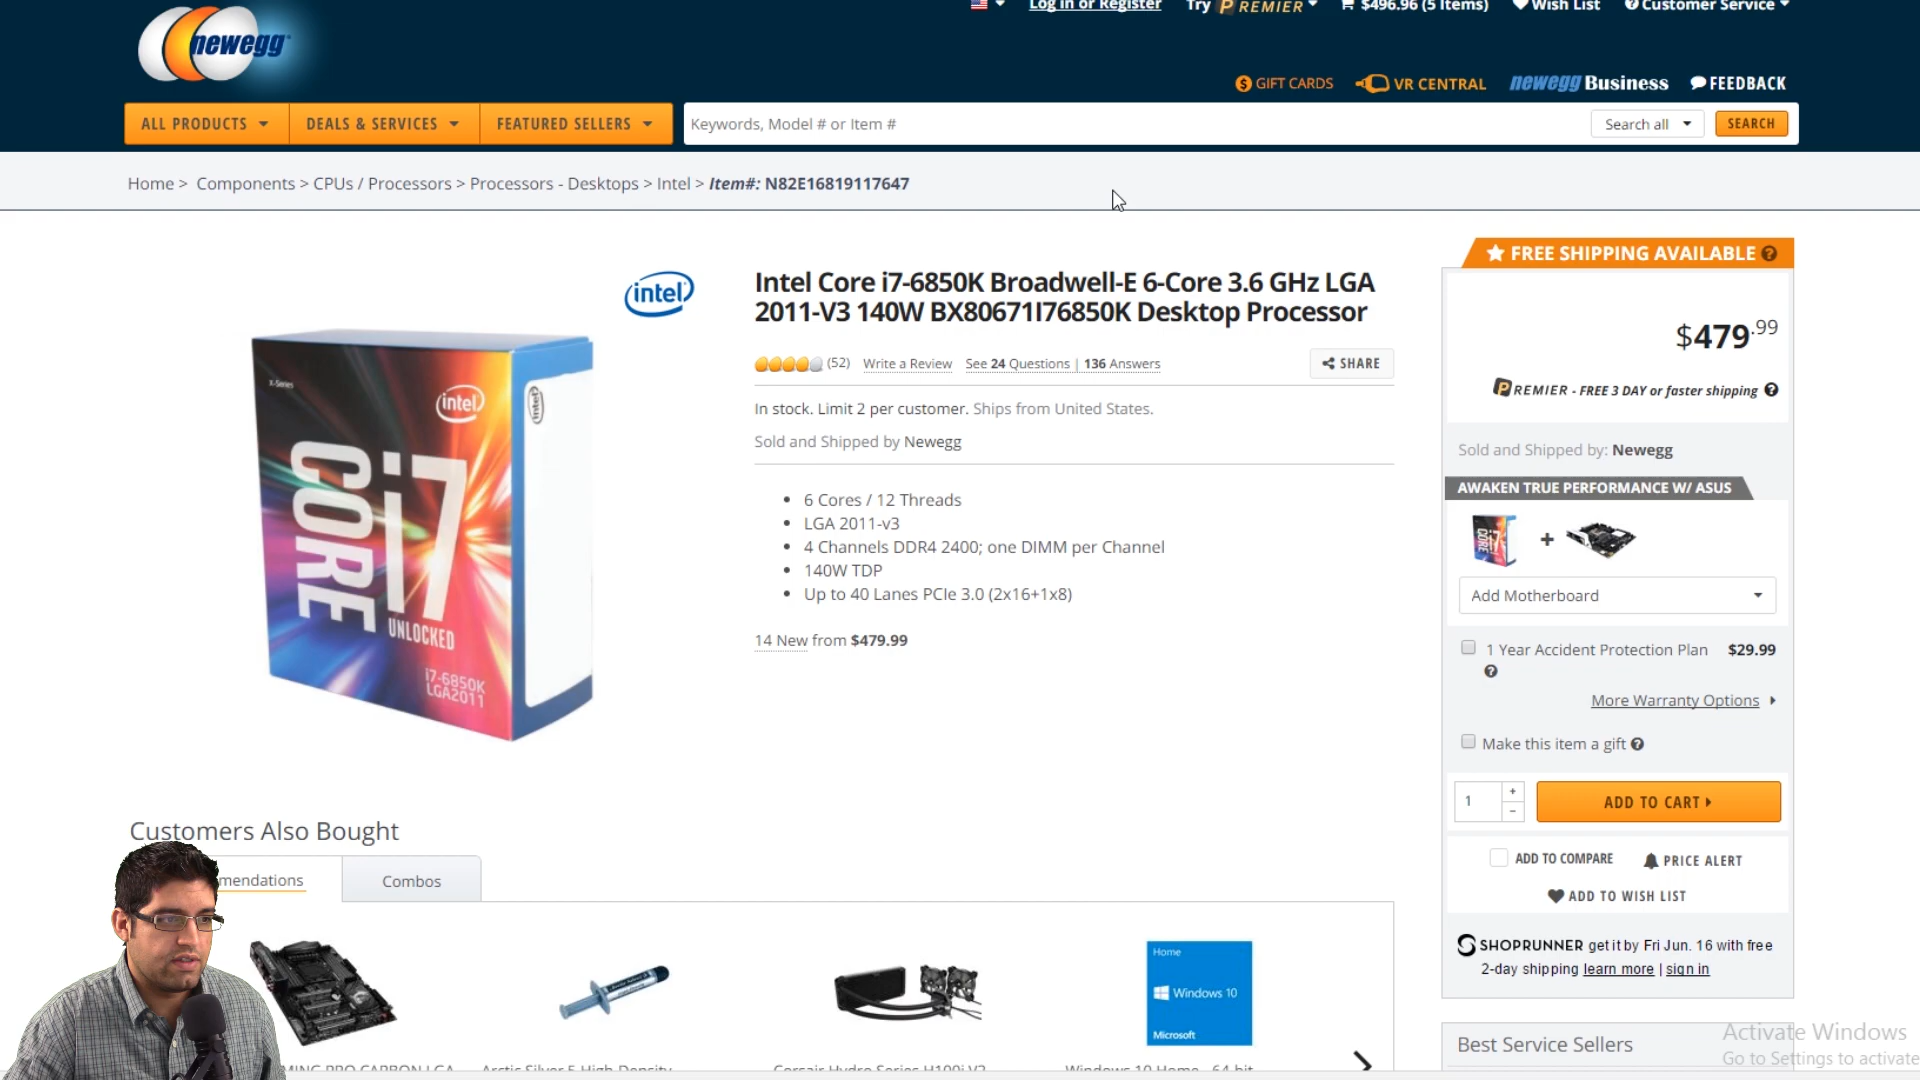 Log in or Register
Try PREMIER
$496.96 (5 Items)
Wish List
Customer Service
newegg
GIFT CARDS
VR CENTRAL
newegg Business
FEEDBACK
ALL PRODUCTS
DEALS & SERVICES
FEATURED SELLERS
Keywords, Model # or Item #
Search all
SEARCH
Home > Components > CPUs / Processors > Processors - Desktops > Intel > Item#: N82E16819117647
FREE SHIPPING AVAILABLE
intel
Intel Core i7-6850K Broadwell-E 6-Core 3.6 GHz LGA
2011-V3 140W BX80671I76850K Desktop Processor
(52) Write a Review See 24 Questions | 136 Answers
SHARE
In stock. Limit 2 per customer. Ships from United States.
Sold and Shipped by Newegg
6 Cores / 12 Threads
LGA 2011-v3
4 Channels DDR4 2400; one DIMM per Channel
140W TDP
Up to 40 Lanes PCIe 3.0 (2x16+1x8)
14 New from $479.99
X-Series
intel
intel
CORE i7
UNLOCKED
i7-6850K
LGA2011
$479.99
PREMIER - FREE 3 DAY or faster shipping
Sold and Shipped by: Newegg
AWAKEN TRUE PERFORMANCE W/ ASUS
CORE i7
+
Add Motherboard
1 Year Accident Protection Plan $29.99
More Warranty Options
Make this item a gift
1
+
-
ADD TO CART
ADD TO COMPARE
PRICE ALERT
ADD TO WISH LIST
SHOPRUNNER get it by Fri Jun. 16 with free
2-day shipping learn more | sign in
Customers Also Bought
mendations
Combos
Home
Windows 10
Microsoft
MING PRO CARBON LGA
Arctic Silver 5 High-Density
Corsair Hydro Series H100i V2
Windows 10 Home - 64-bit
Best Service Sellers
Activate Windows
Go to Settings to activate